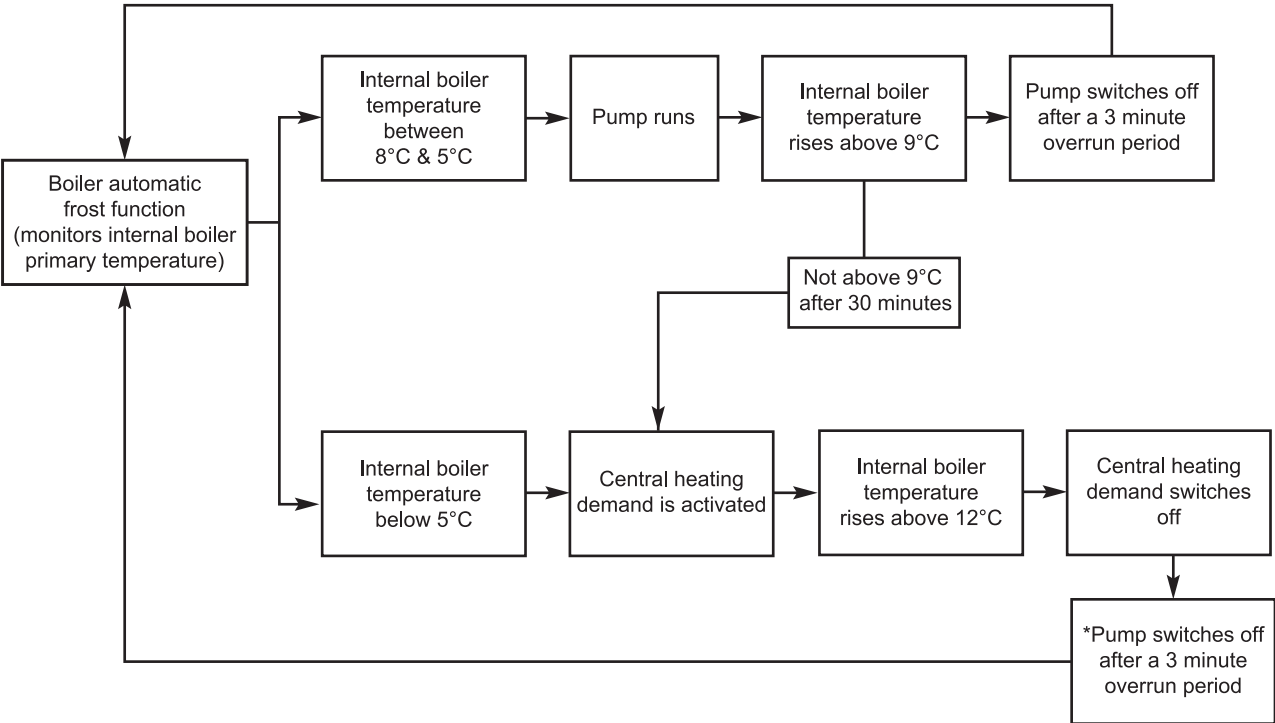 Internal boiler
temperature
between
8°C & 5°C
Pump runs
Internal boiler
temperature
rises above 9°C
Pump switches off
after a 3 minute
overrun period
Boiler automatic
frost function
(monitors internal boiler
primary temperature)
Not above 9°C
after 30 minutes
Internal boiler
temperature
below 5°C
Central heating
demand is activated
Internal boiler
temperature
rises above 12°C
Central heating
demand switches
off
*Pump switches off
after a 3 minute
overrun period